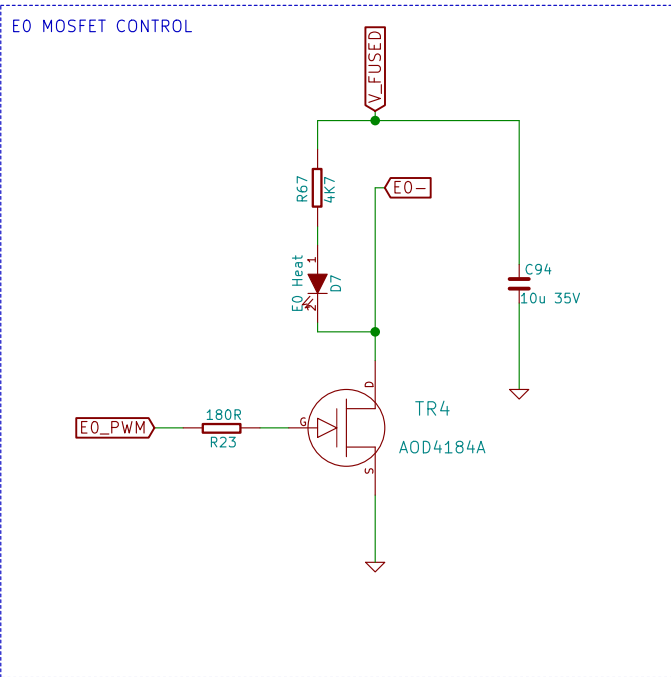 E0 MOSFET CONTROL
V_FUSED
R67
4K7
E0-
1
E0 Heat
D7
2
C94
10u 35V
D
TR4
180R
E0_PWM
G
R23
AOD4184A
S